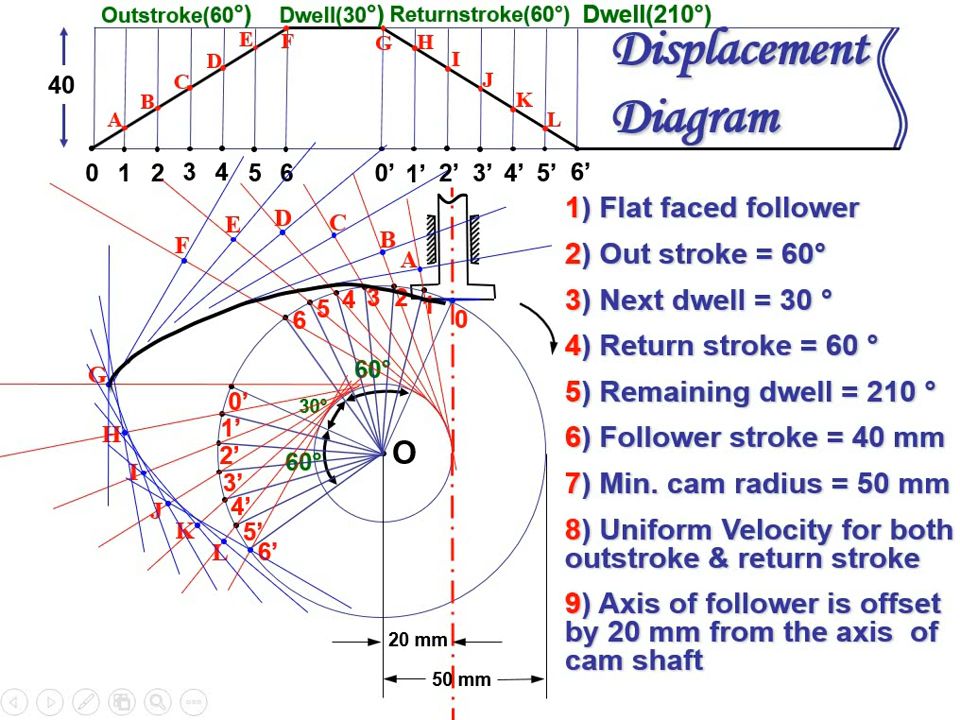 Outstroke(60°) Dwell(30°) Returnstroke(60°) Dwell(210°)
Displacement
Diagram
40
A B C D E F G H I J K L
0 1 2 3 4 5 6 0’ 1’ 2’ 3’ 4’ 5’ 6’
F E D C B A
G H I J K L
6 5 4 3 2 1 0
0’ 1’ 2’ 3’ 4’ 5’ 6’
60°
30°
60°
O
20 mm
50 mm
1) Flat faced follower
2) Out stroke = 60°
3) Next dwell = 30 °
4) Return stroke = 60 °
5) Remaining dwell = 210 °
6) Follower stroke = 40 mm
7) Min. cam radius = 50 mm
8) Uniform Velocity for both
outstroke & return stroke
9) Axis of follower is offset
by 20 mm from the axis of
cam shaft